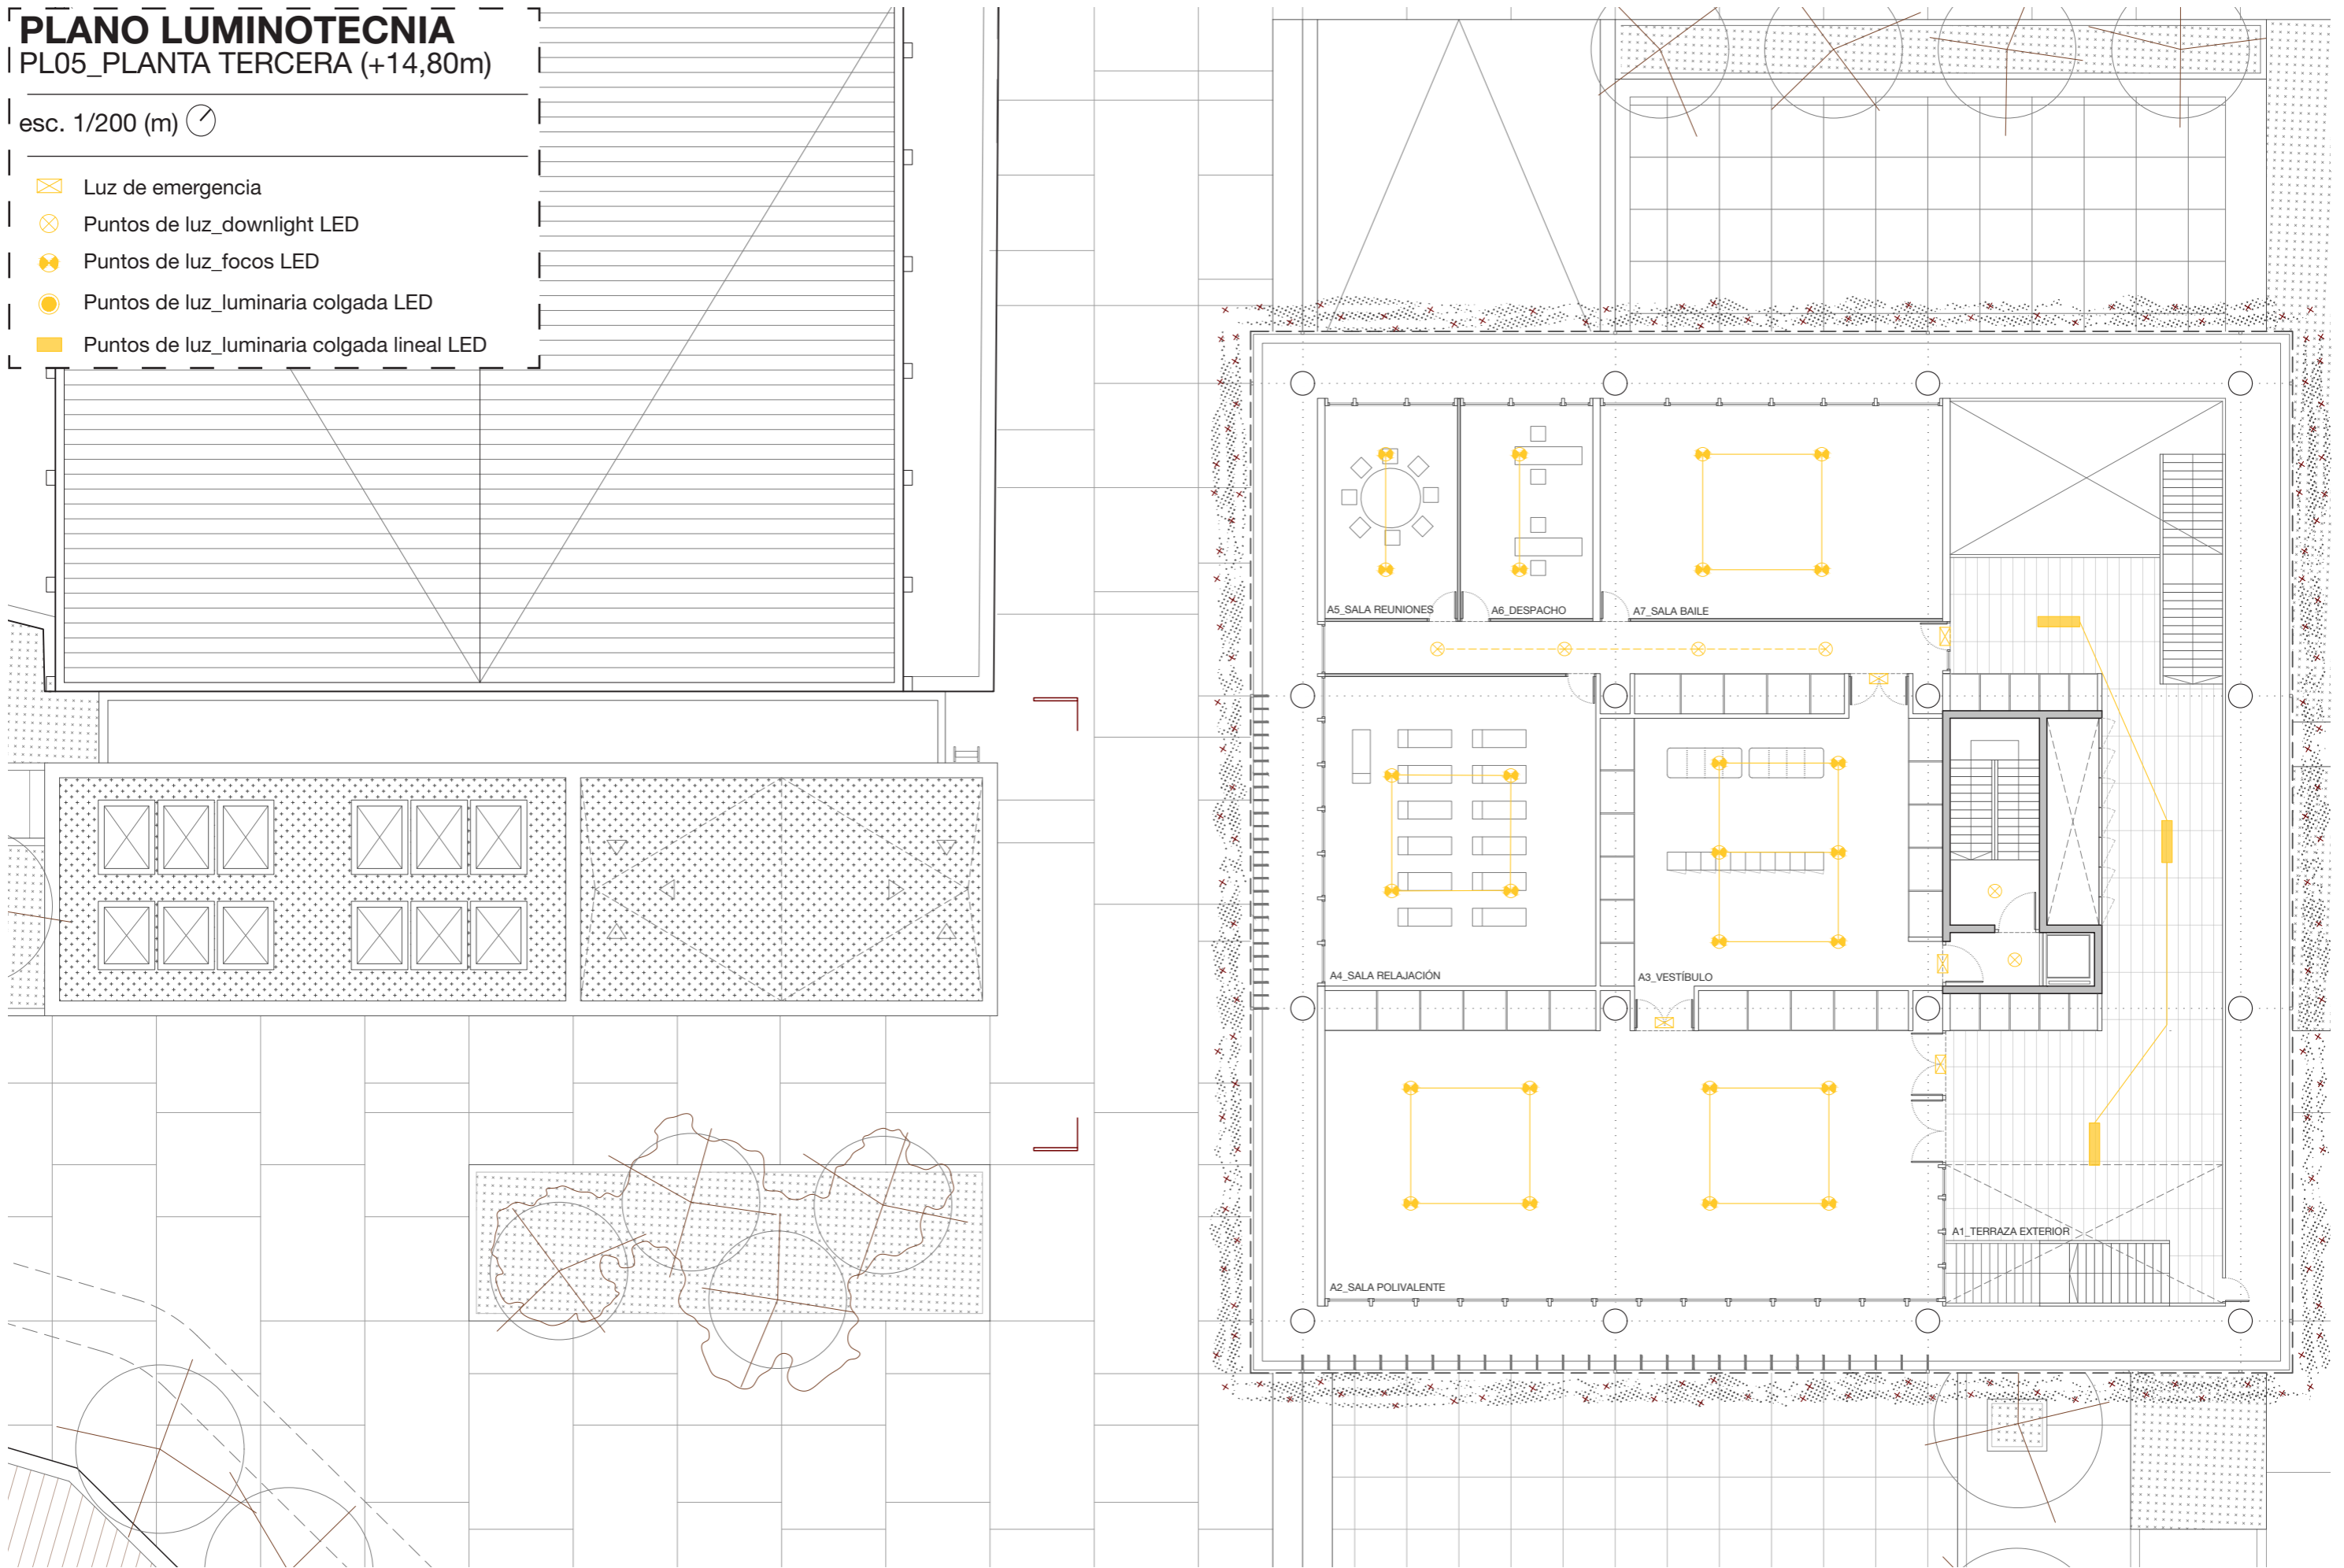 PLANO LUMINOTECNIA
PL05_PLANTA TERCERA (+14,80m)
esc. 1/200 (m)
Luz de emergencia
Puntos de luz_downlight LED
Puntos de luz_focos LED
Puntos de luz_luminaria colgada LED
Puntos de luz_luminaria colgada lineal LED
A5_SALA REUNIONES
A6_DESPACHO
A7_SALA BAILE
A4_SALA RELAJACIÓN
A3_VESTÍBULO
A1_TERRAZA EXTERIOR
A2_SALA POLIVALENTE